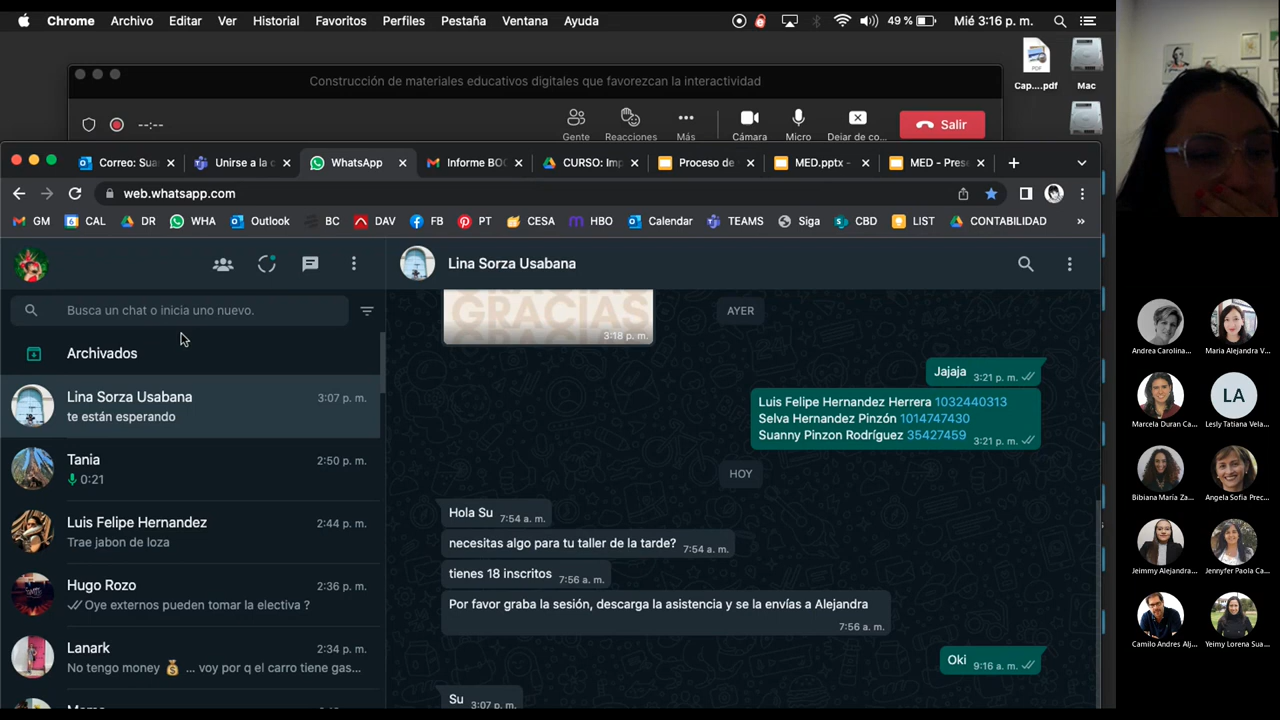 Chrome Archivo Editar Ver Historial Favoritos Perfiles Pestaña Ventana Ayuda
49 % Mié 3:16 p. m.
Construcción de materiales educativos digitales que favorezcan la interactividad
Cap....pdf
Mac
--:--
Gente
Reacciones
Más
Cámara
Micro
Dejar de co...
Salir
Correo: Sua
Unirse a la c
WhatsApp
Informe BO
CURSO: Im
Proceso de
MED.pptx -
MED - Pres
web.whatsapp.com
GM CAL DR WHA Outlook BC DAV FB PT CESA HBO Calendar TEAMS Siga CBD LIST CONTABILIDAD
Lina Sorza Usabana
Busca un chat o inicia uno nuevo.
Archivados
Lina Sorza Usabana 3:07 p. m.
te están esperando
Tania 2:50 p. m.
0:21
Luis Felipe Hernandez 2:44 p. m.
Trae jabon de loza
Hugo Rozo 2:36 p. m.
Oye externos pueden tomar la electiva ?
Lanark 2:34 p. m.
No tengo money 💰 ... voy por q el carro tiene gas...
GRACIAS
3:18 p. m.
AYER
Jajaja 3:21 p. m.
Luis Felipe Hernandez Herrera 1032440313
Selva Hernandez Pinzón 1014747430
Suanny Pinzon Rodríguez 35427459 3:21 p. m.
HOY
Hola Su 7:54 a. m.
necesitas algo para tu taller de la tarde? 7:54 a. m.
tienes 18 inscritos 7:56 a. m.
Por favor graba la sesión, descarga la asistencia y se la envías a Alejandra
7:56 a. m.
Oki 9:16 a. m.
Su 3:07 p. m.
Andrea Carolina...
Maria Alejandra V...
Marcela Duran Ca...
LA
Lesly Tatiana Vela...
Bibiana María Za...
Angela Sofia Prec...
Jeimmy Alejandra...
Jennyfer Paola Ca...
Camilo Andres Alj...
Yeimy Lorena Sua...